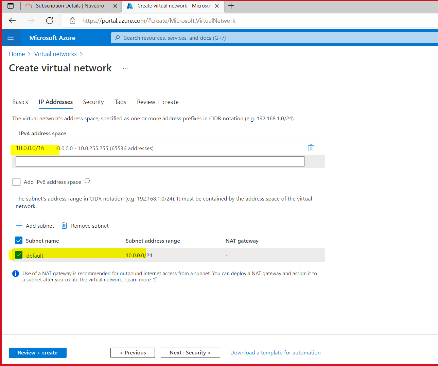 Subscription Details | Nuvepro
Create virtual network - Micros
https://portal.azure.com/?create/Microsoft.VirtualNetwork
Microsoft Azure
Search resources, services, and docs (G+/)
Home > Virtual networks >
Create virtual network ...
Basics IP Addresses Security Tags Review + create
The virtual network's address space, specified as one or more address prefixes in CIDR notation (e.g. 192.168.1.0/24).
IPv4 address space
10.0.0.0/16 10.0.0.0 - 10.0.255.255 (65536 addresses)
Add IPv6 address space
The subnet's address range in CIDR notation (e.g. 192.168.1.0/24). It must be contained by the address space of the virtual
network.
+ Add subnet Remove subnet
Subnet name Subnet address range NAT gateway
default 10.0.0.0/24 -
Use of a NAT gateway is recommended for outbound internet access from a subnet. You can deploy a NAT gateway and assign it to
a subnet after you create the virtual network. Learn more
Review + create
< Previous
Next : Security >
Download a template for automation